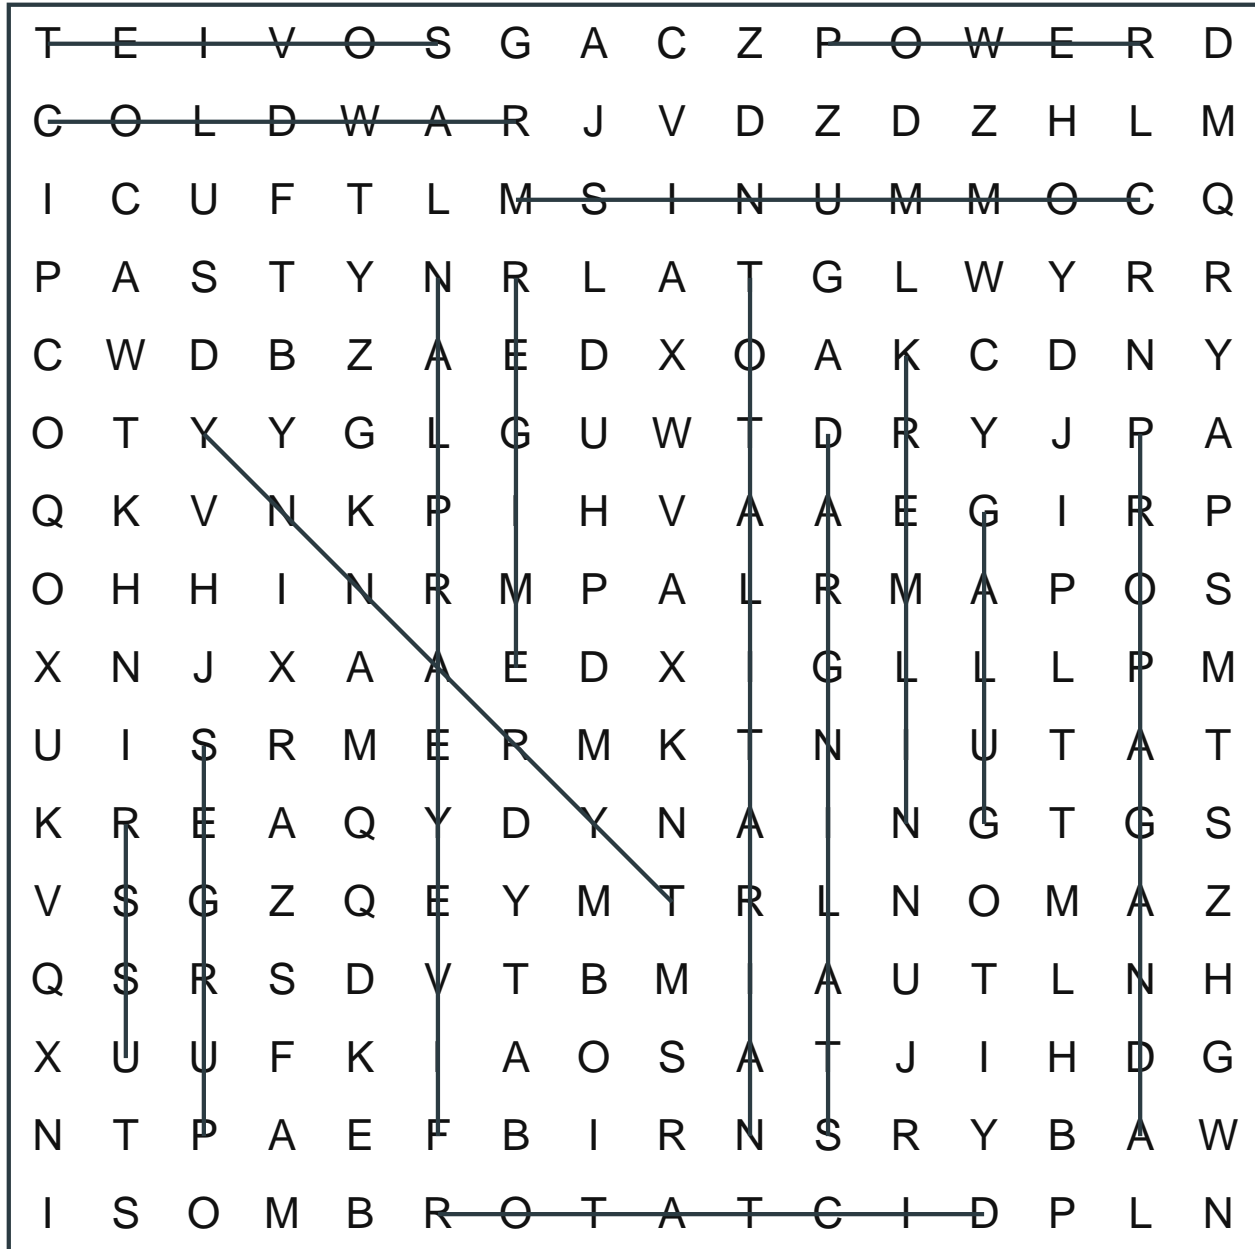 T E I V O S G A C Z P O W E R D
C O L D W A R J V D Z D Z H L M
I C U F T L M S I N U M M O C Q
P A S T Y N R L A T G L W Y R R
C W D B Z A E D X O A K C D N Y
O T Y Y G L G U W T D R Y J P A
Q K V N K P I H V A A E G I R P
O H H I N R M P A L R M A P O S
X N J X A A E D X I G L L L P M
U I S R M E R M K T N I U T A T
K R E A Q Y D Y N A I N G T G S
V S G Z Q E Y M T R L N O M A Z
Q S R S D V T B M I A U T L N H
X U U F K I A O S A T J I H D G
N T P A E F B I R N S R Y B A W
I S O M B R O T A T C I D P L N